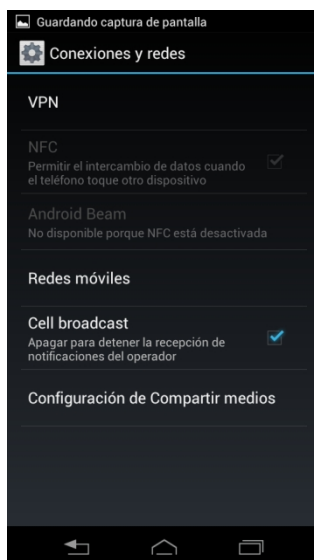 Guardando captura de pantalla
Conexiones y redes
VPN
NFC
Permitir el intercambio de datos cuando
el teléfono toque otro dispositivo
Android Beam
No disponible porque NFC está desactivada
Redes móviles
Cell broadcast
Apagar para detener la recepción de
notificaciones del operador
Configuración de Compartir medios